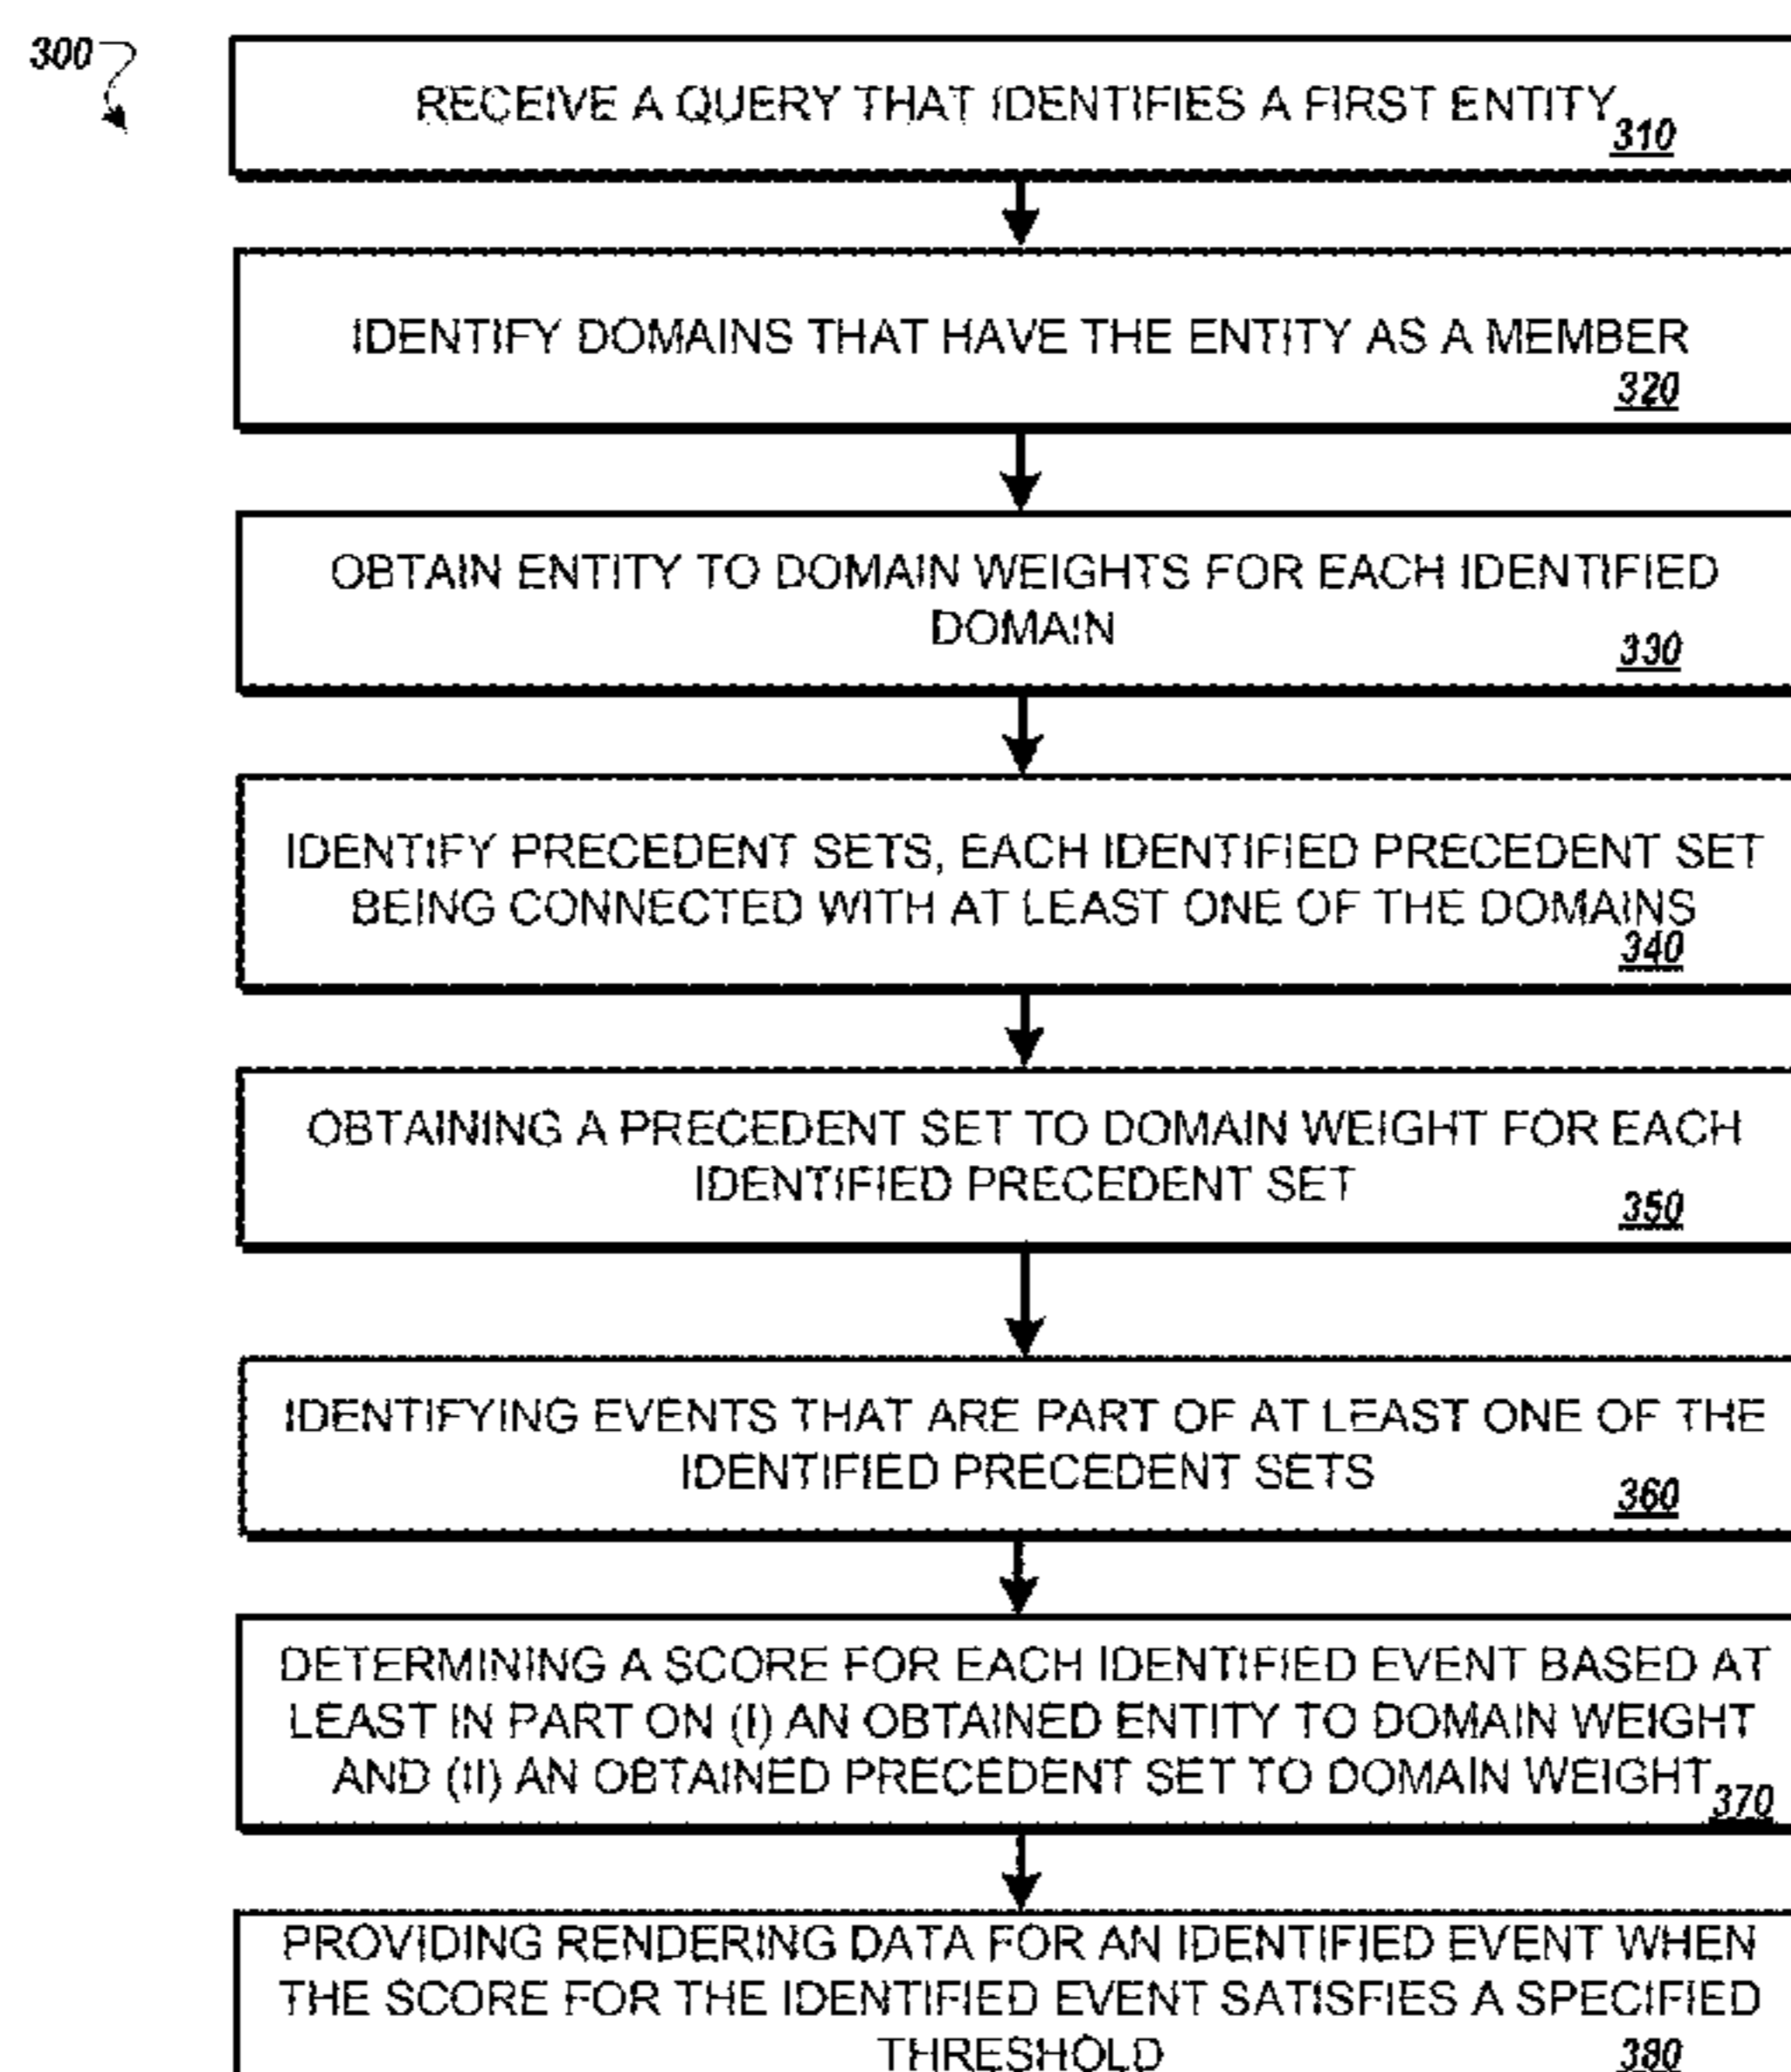 300
RECEIVE A QUERY THAT IDENTIFIES A FIRST ENTITY
310
IDENTIFY DOMAINS THAT HAVE THE ENTITY AS A MEMBER
320
OBTAIN ENTITY TO DOMAIN WEIGHTS FOR EACH IDENTIFIED
DOMAIN
330
IDENTIFY PRECEDENT SETS, EACH IDENTIFIED PRECEDENT SET
BEING CONNECTED WITH AT LEAST ONE OF THE DOMAINS
340
OBTAINING A PRECEDENT SET TO DOMAIN WEIGHT FOR EACH
IDENTIFIED PRECEDENT SET
350
IDENTIFYING EVENTS THAT ARE PART OF AT LEAST ONE OF THE
IDENTIFIED PRECEDENT SETS
360
DETERMINING A SCORE FOR EACH IDENTIFIED EVENT BASED AT
LEAST IN PART ON (I) AN OBTAINED ENTITY TO DOMAIN WEIGHT
AND (II) AN OBTAINED PRECEDENT SET TO DOMAIN WEIGHT
370
PROVIDING RENDERING DATA FOR AN IDENTIFIED EVENT WHEN
THE SCORE FOR THE IDENTIFIED EVENT SATISFIES A SPECIFIED
THRESHOLD
380